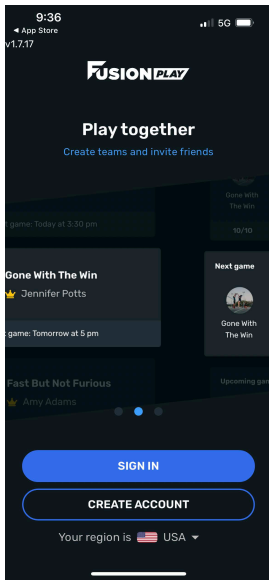 9:36
5G
◀ App Store
v1.7.17
FUSION PLAY
Play together
Create teams and invite friends
Gone With
The Win
t game: Today at 3:30 pm
10/10
Gone With The Win
Jennifer Potts
t game: Tomorrow at 5 pm
Next game
Gone With
The Win
Fast But Not Furious
Amy Adams
Upcoming gam
SIGN IN
CREATE ACCOUNT
Your region is USA